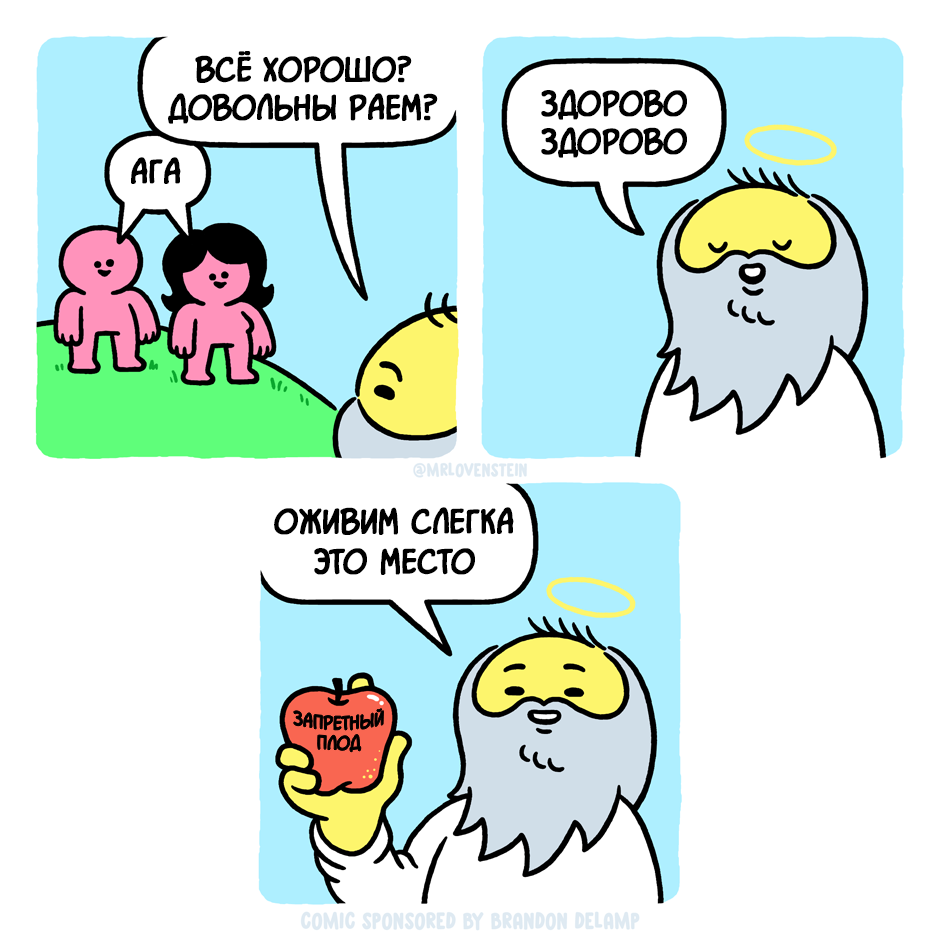 ВСЁ ХОРОШО?
ДОВОЛЬНЫ РАЕМ?
АГА
ЗДОРОВО
ЗДОРОВО
@MRLOVENSTEIN
ОЖИВИМ СЛЕГКА
ЭТО МЕСТО
ЗАПРЕТНЫЙ
ПЛОД
COMIC SPONSORED BY BRANDON DELAMP